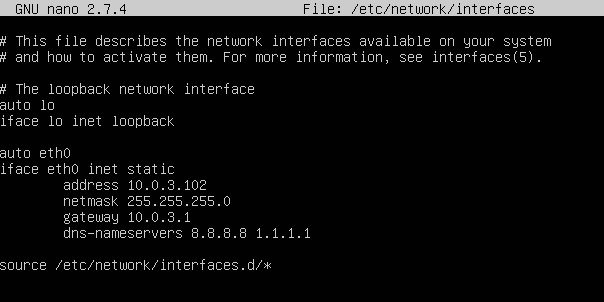 GNU nano 2.7.4 File: /etc/network/interfaces
# This file describes the network interfaces available on your system
# and how to activate them. For more information, see interfaces(5).
# The loopback network interface
auto lo
iface lo inet loopback
auto eth0
iface eth0 inet static
address 10.0.3.102
netmask 255.255.255.0
gateway 10.0.3.1
dns-nameservers 8.8.8.8 1.1.1.1
source /etc/network/interfaces.d/*